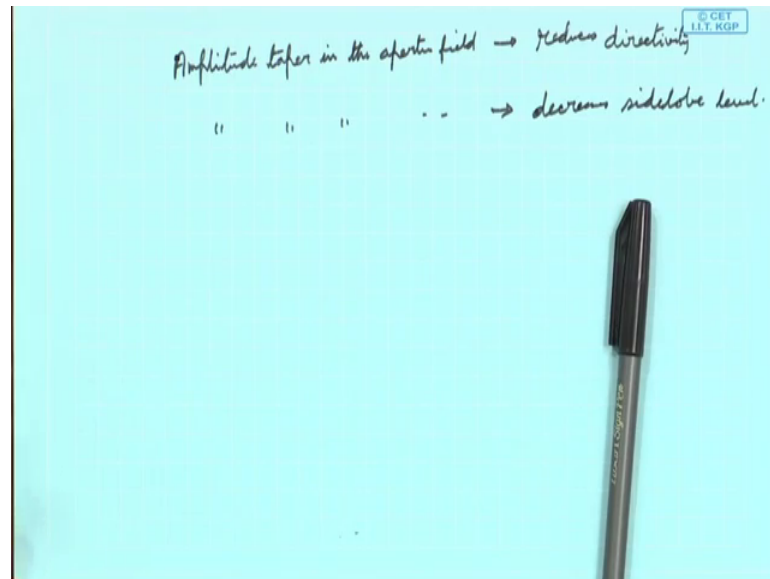 © CET
I.I.T. KGP
Amplitude taper in the aperture field → reduces directivity
" " " .. → decreases sidelobe level.